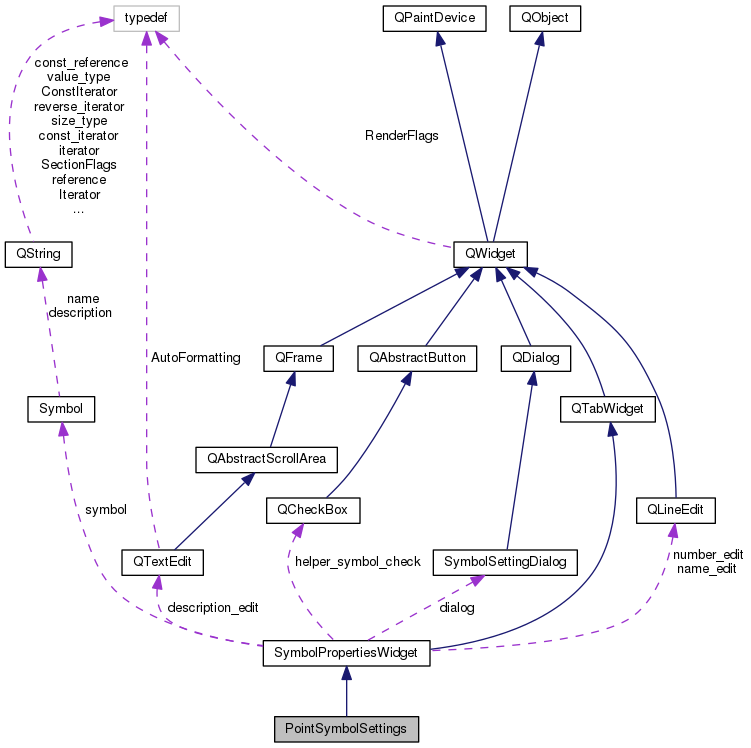 typedef
QPaintDevice
QObject
const_reference
value_type
ConstIterator
reverse_iterator
size_type
const_iterator
iterator
SectionFlags
reference
Iterator
...
RenderFlags
QString
QWidget
name
description
AutoFormatting
QFrame
QAbstractButton
QDialog
Symbol
QTabWidget
QAbstractScrollArea
symbol
QCheckBox
QLineEdit
QTextEdit
helper_symbol_check
SymbolSettingDialog
number_edit
name_edit
description_edit
dialog
SymbolPropertiesWidget
PointSymbolSettings